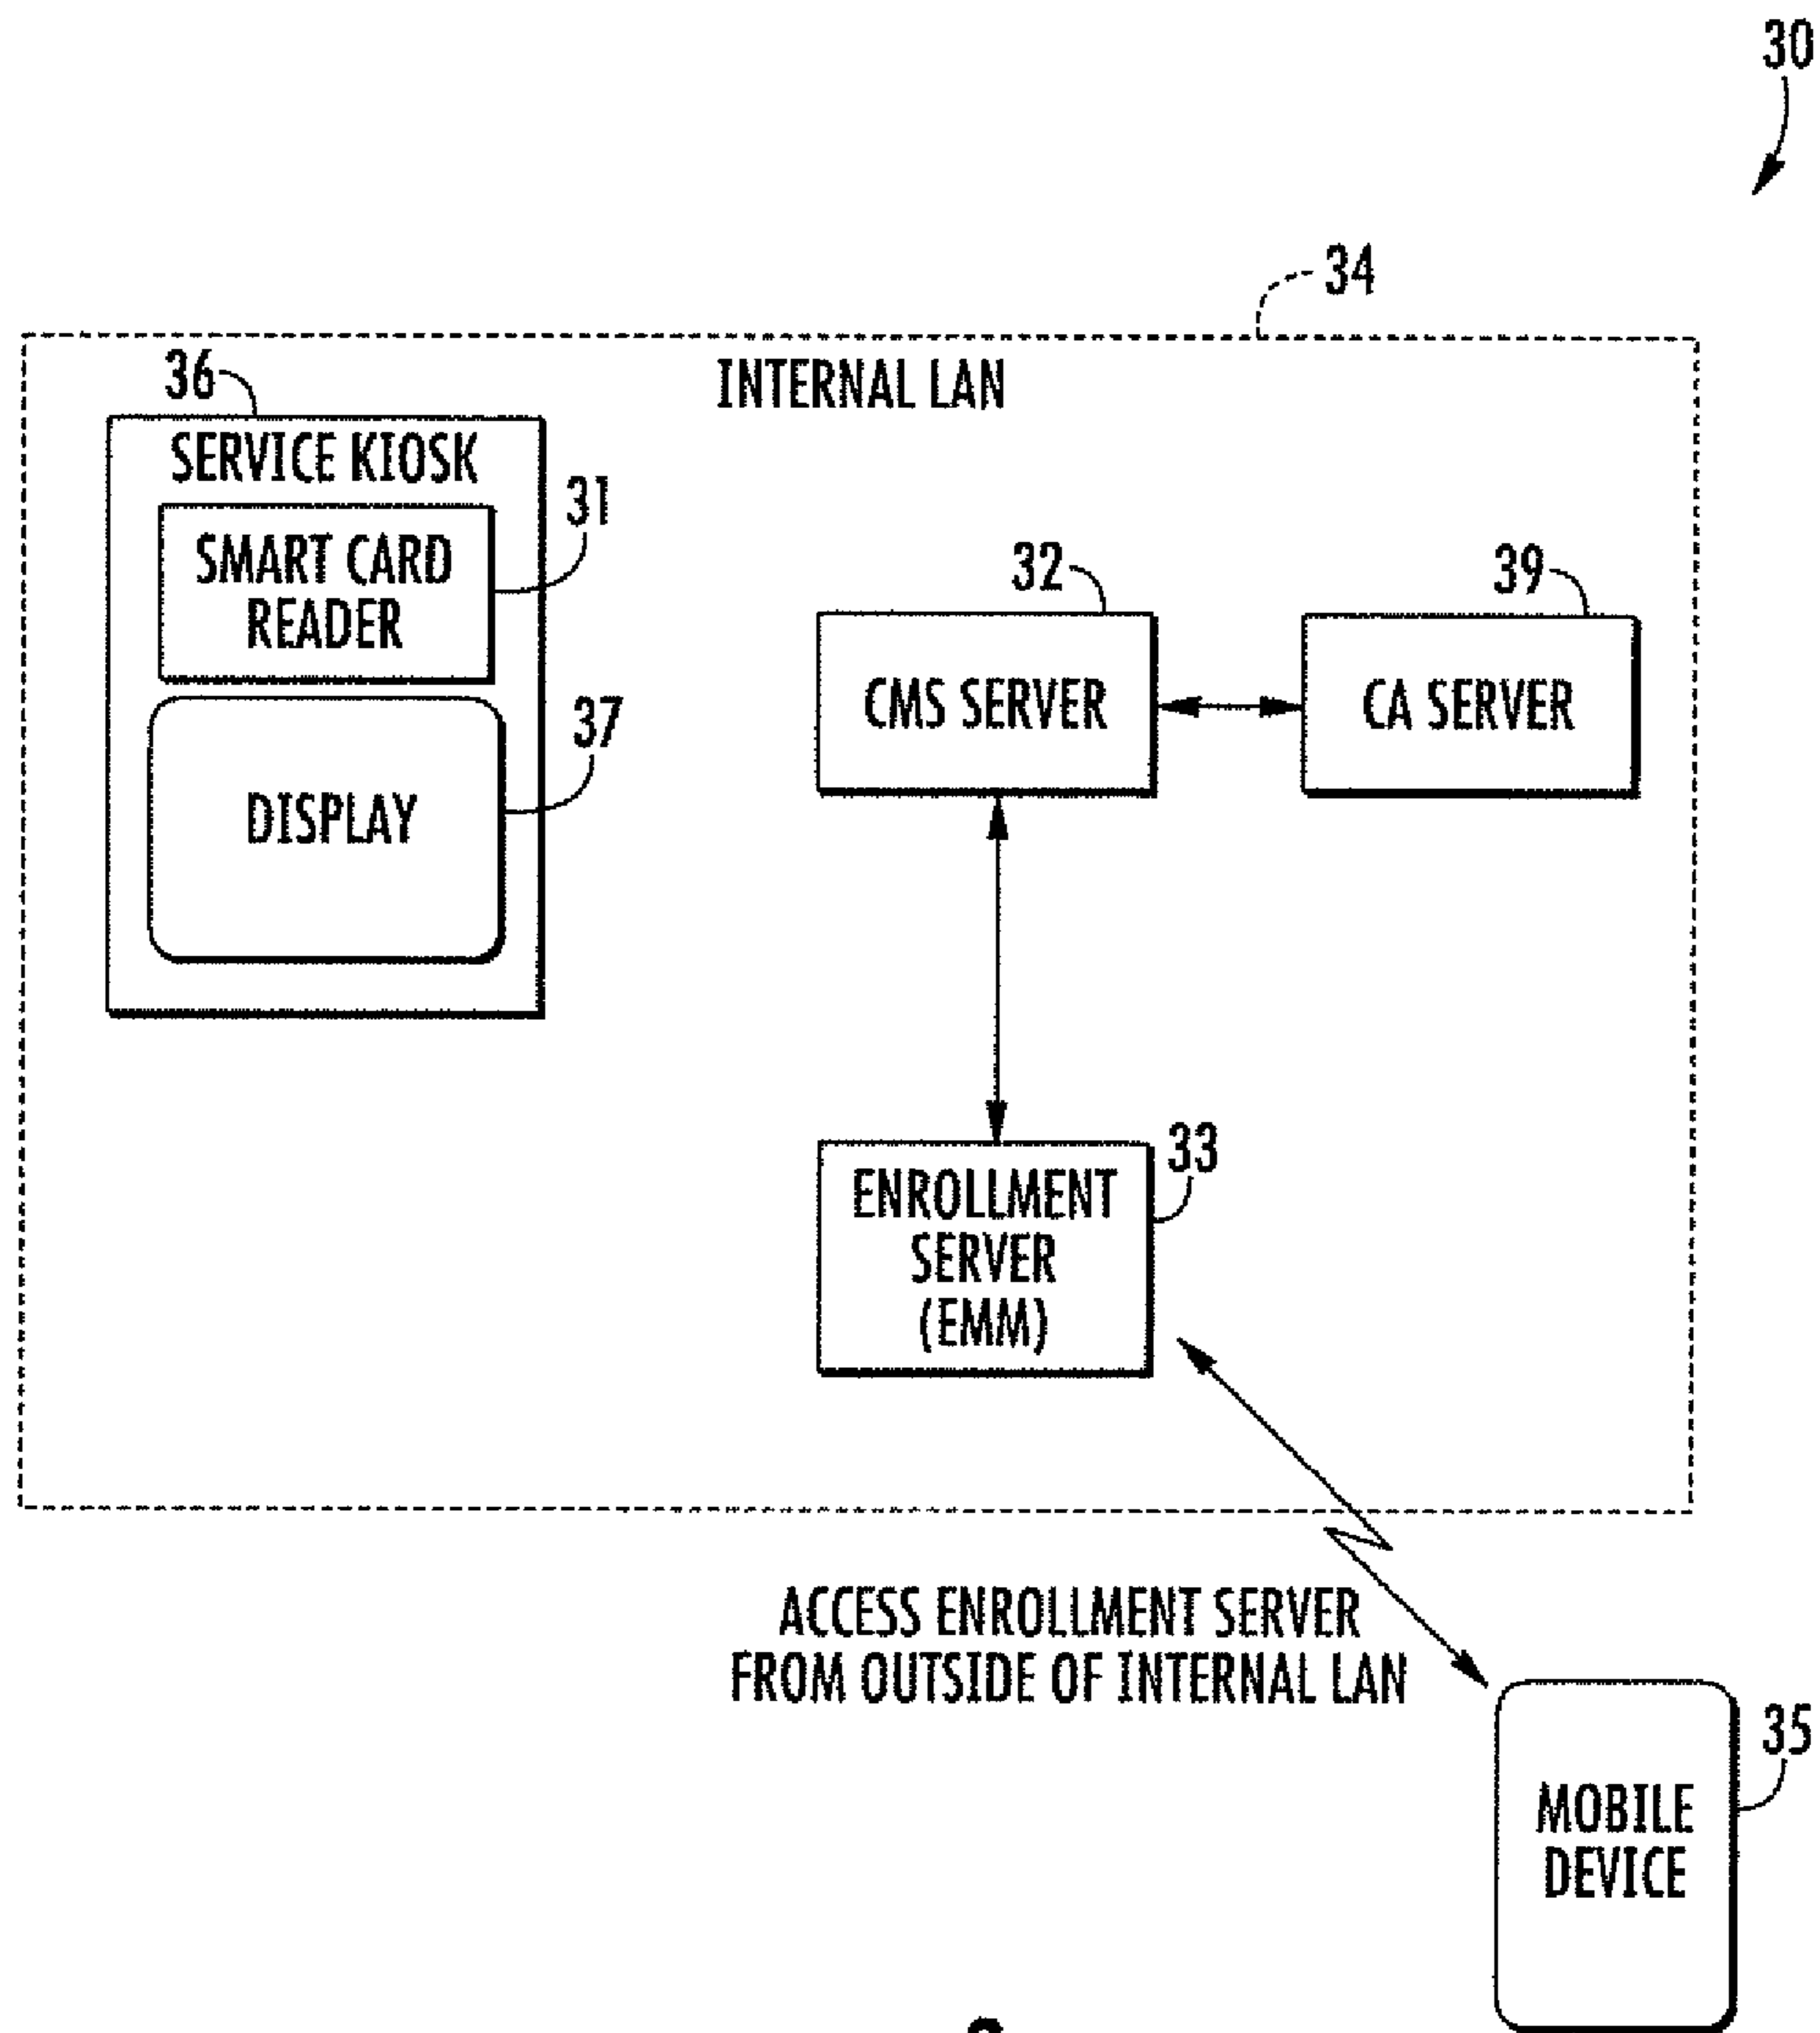 30
34
INTERNAL LAN
36
SERVICE KIOSK
31
SMART CARD
READER
32
39
CMS SERVER
CA SERVER
37
DISPLAY
33
ENROLLMENT
SERVER
(EMM)
ACCESS ENROLLMENT SERVER
FROM OUTSIDE OF INTERNAL LAN
35
MOBILE
DEVICE